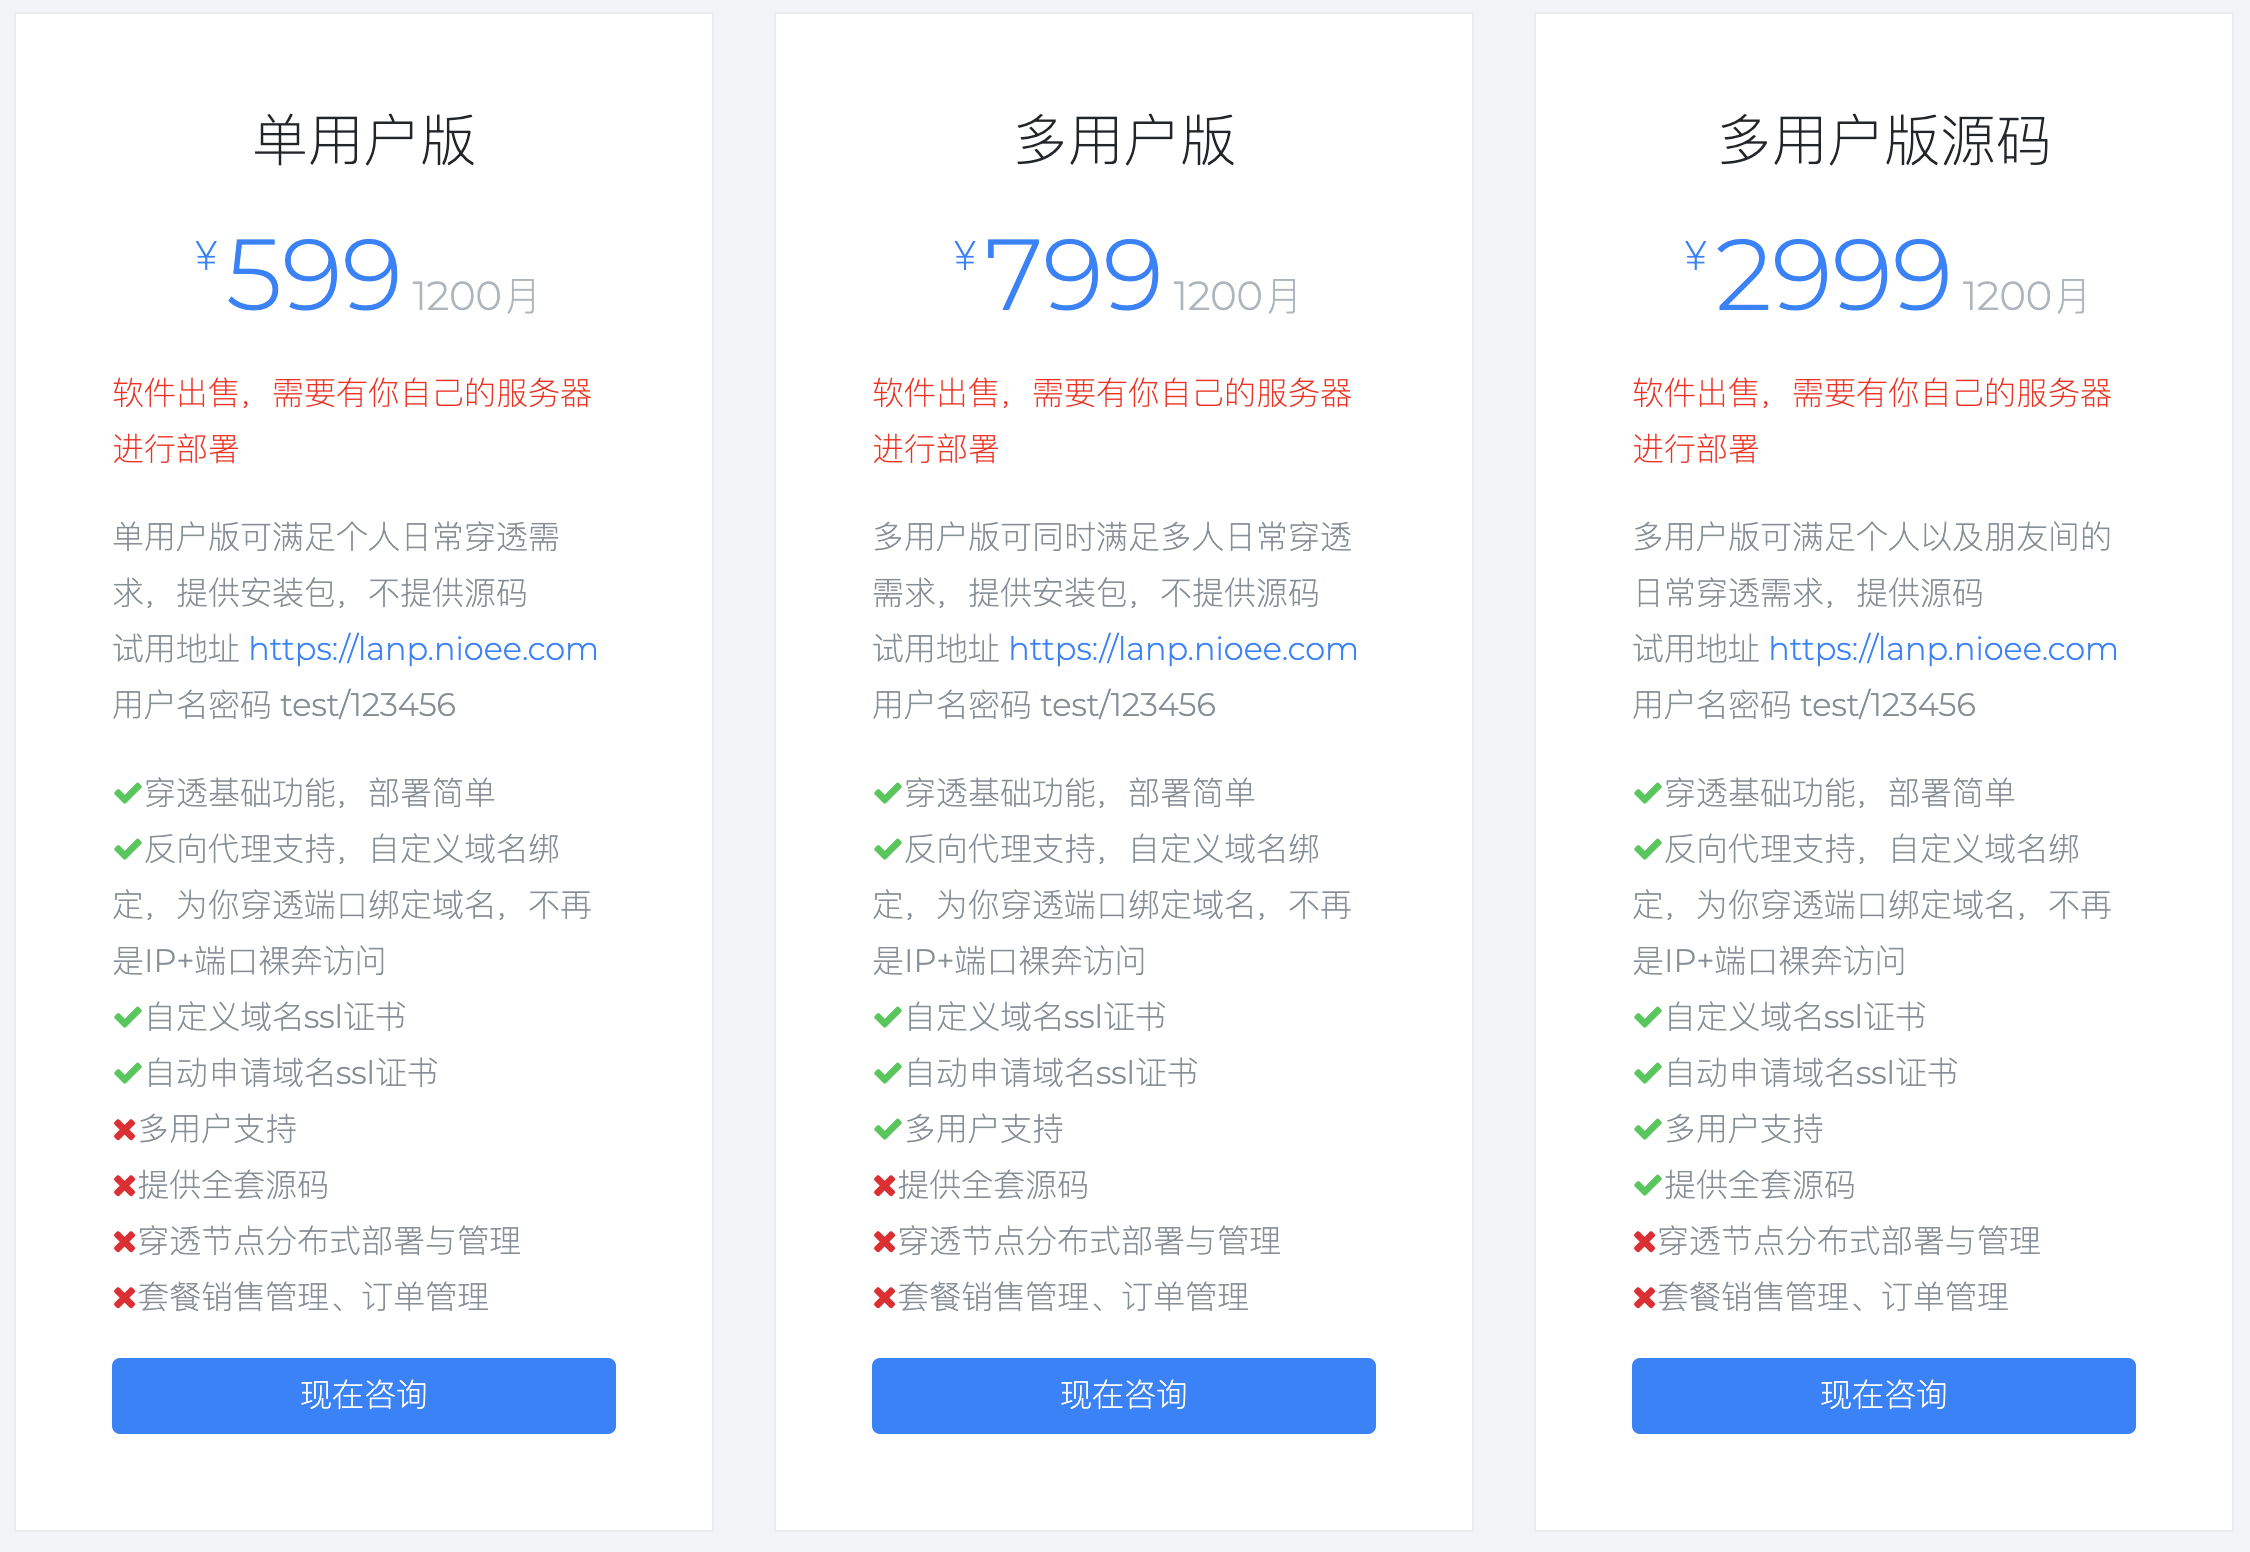 单用户版
¥599 1200月
软件出售，需要有你自己的服务器
进行部署
单用户版可满足个人日常穿透需
求，提供安装包，不提供源码
试用地址 https://lanp.nioee.com
用户名密码 test/123456
穿透基础功能，部署简单
反向代理支持，自定义域名绑
定，为你穿透端口绑定域名，不再
是IP+端口裸奔访问
自定义域名ssl证书
自动申请域名ssl证书
多用户支持
提供全套源码
穿透节点分布式部署与管理
套餐销售管理、订单管理
现在咨询
多用户版
¥799 1200月
软件出售，需要有你自己的服务器
进行部署
多用户版可同时满足多人日常穿透
需求，提供安装包，不提供源码
试用地址 https://lanp.nioee.com
用户名密码 test/123456
穿透基础功能，部署简单
反向代理支持，自定义域名绑
定，为你穿透端口绑定域名，不再
是IP+端口裸奔访问
自定义域名ssl证书
自动申请域名ssl证书
多用户支持
提供全套源码
穿透节点分布式部署与管理
套餐销售管理、订单管理
现在咨询
多用户版源码
¥2999 1200月
软件出售，需要有你自己的服务器
进行部署
多用户版可满足个人以及朋友间的
日常穿透需求，提供源码
试用地址 https://lanp.nioee.com
用户名密码 test/123456
穿透基础功能，部署简单
反向代理支持，自定义域名绑
定，为你穿透端口绑定域名，不再
是IP+端口裸奔访问
自定义域名ssl证书
自动申请域名ssl证书
多用户支持
提供全套源码
穿透节点分布式部署与管理
套餐销售管理、订单管理
现在咨询